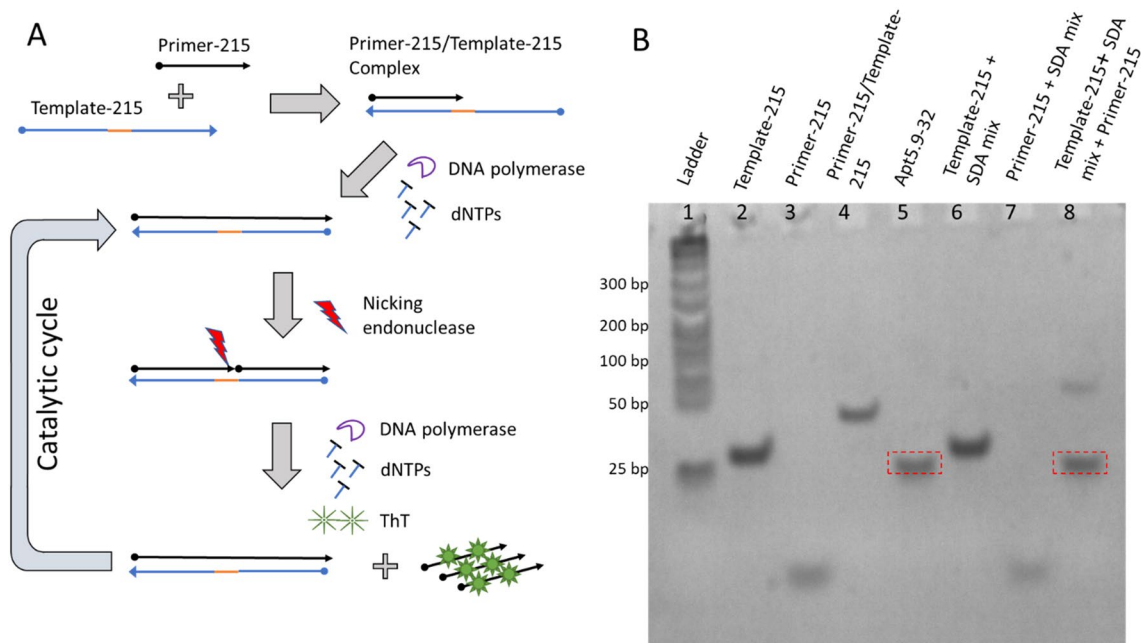 A
Primer-215
Template-215
Primer-215/Template-215
Complex
DNA polymerase
dNTPs
Nicking
endonuclease
Catalytic cycle
DNA polymerase
dNTPs
ThT
B
Ladder
Template-215
Primer-215
Primer-215/Template-
215
Apt5.9-32
Template-215 +
SDA mix
Primer-215 + SDA mix
Template-215+ SDA
mix + Primer-215
1 2 3 4 5 6 7 8
300 bp
200 bp
100 bp
50 bp
25 bp